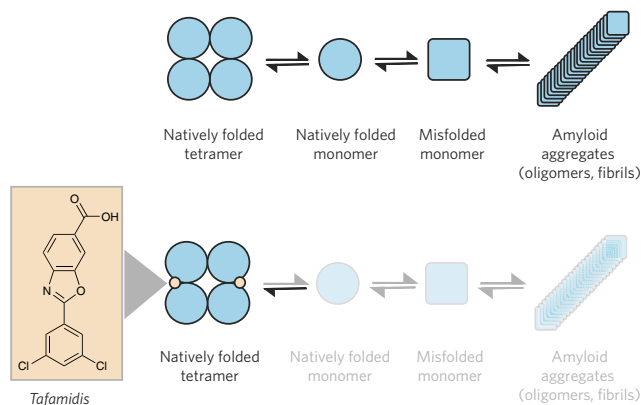 Natively folded
tetramer
Natively folded
monomer
Misfolded
monomer
Amyloid
aggregates
(oligomers, fibrils)
O
OH
N
O
Cl
Cl
Tafamidis
Natively folded
tetramer
Natively folded
monomer
Misfolded
monomer
Amyloid
aggregates
(oligomers, fibrils)